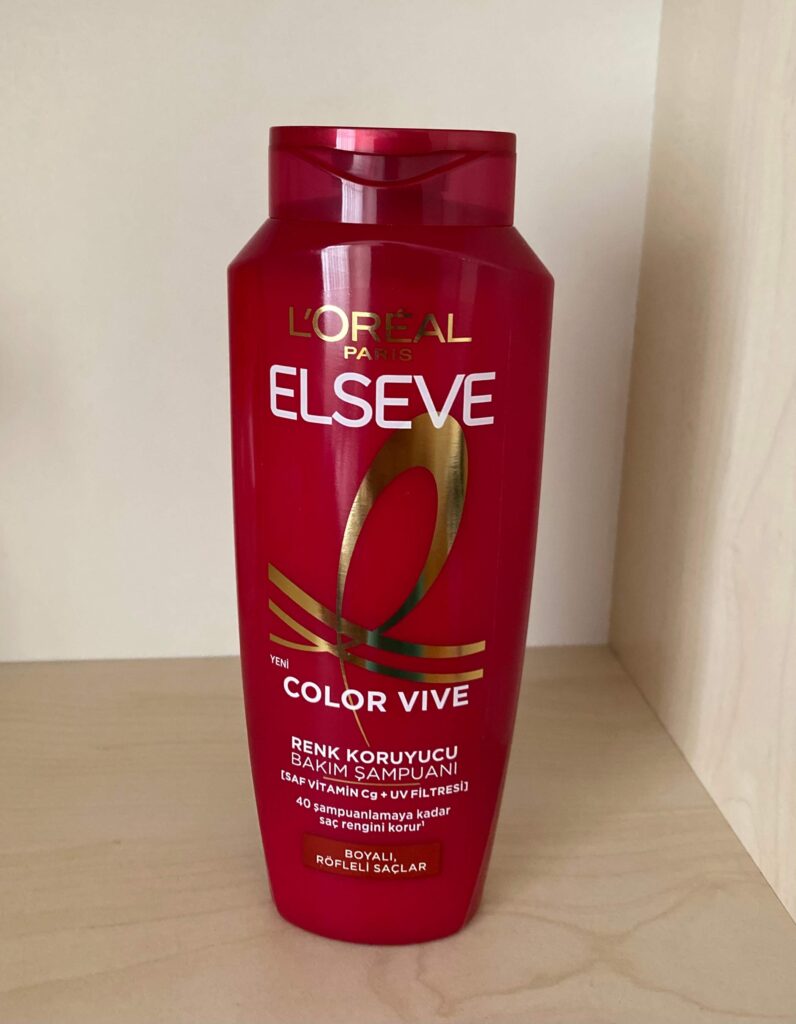 L'ORÉAL
PARIS
ELSEVE
YENİ
COLOR VIVE
RENK KORUYUCU
BAKIM ŞAMPUANI
[SAF VİTAMİN Cg + UV FİLTRESİ]
40 şampuanlamaya kadar
saç rengini korur¹
BOYALI,
RÖFLELİ SAÇLAR